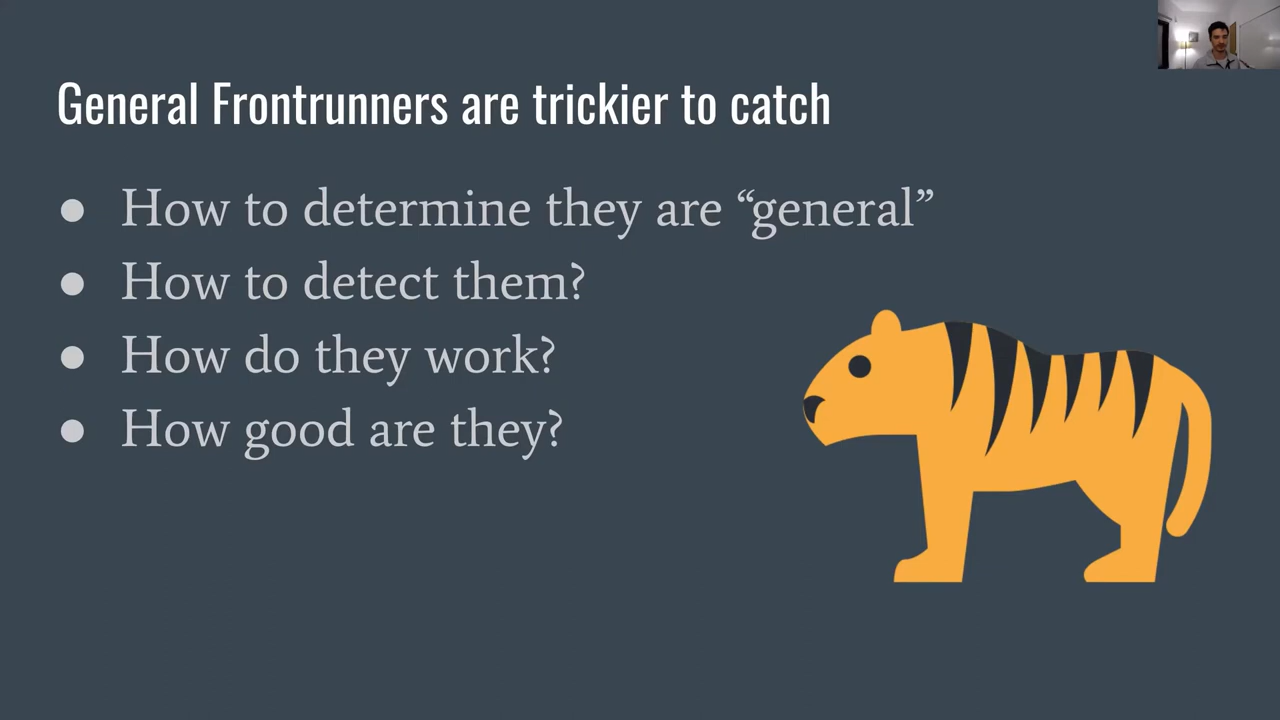 General Frontrunners are trickier to catch
● How to determine they are “general”
● How to detect them?
● How do they work?
● How good are they?